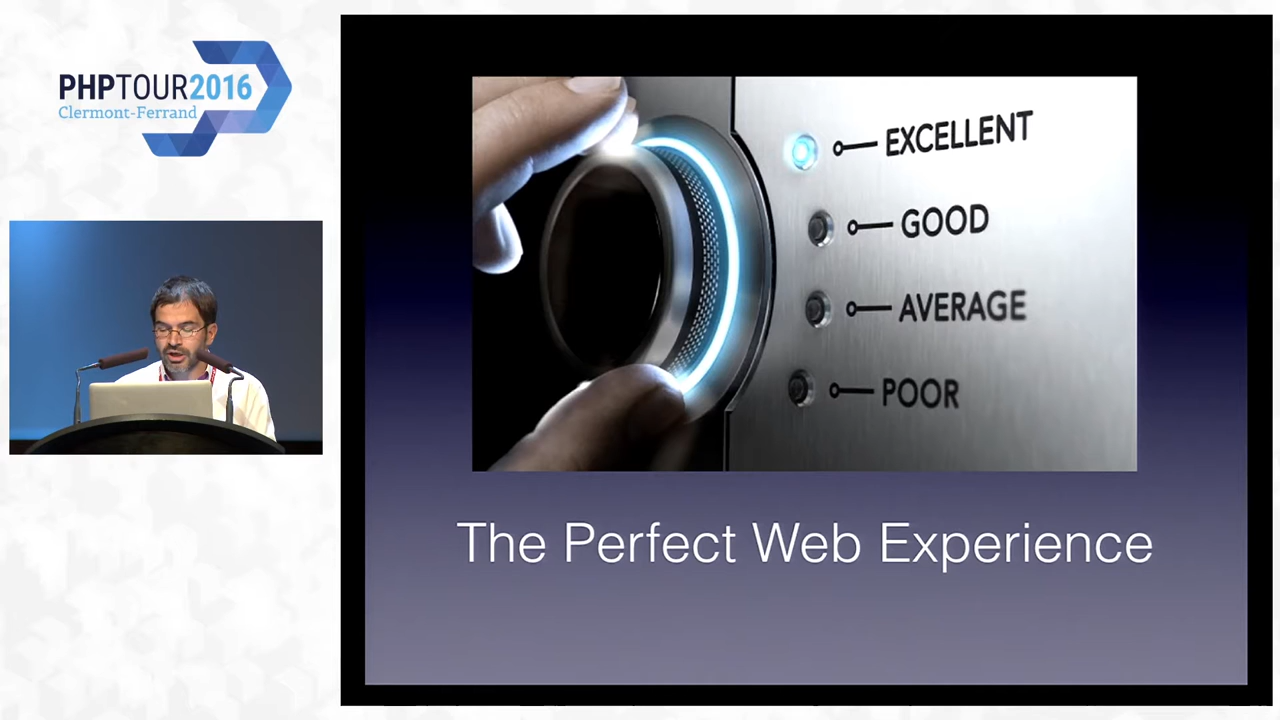 PHPTOUR2016
Clermont-Ferrand
EXCELLENT
GOOD
AVERAGE
POOR
The Perfect Web Experience